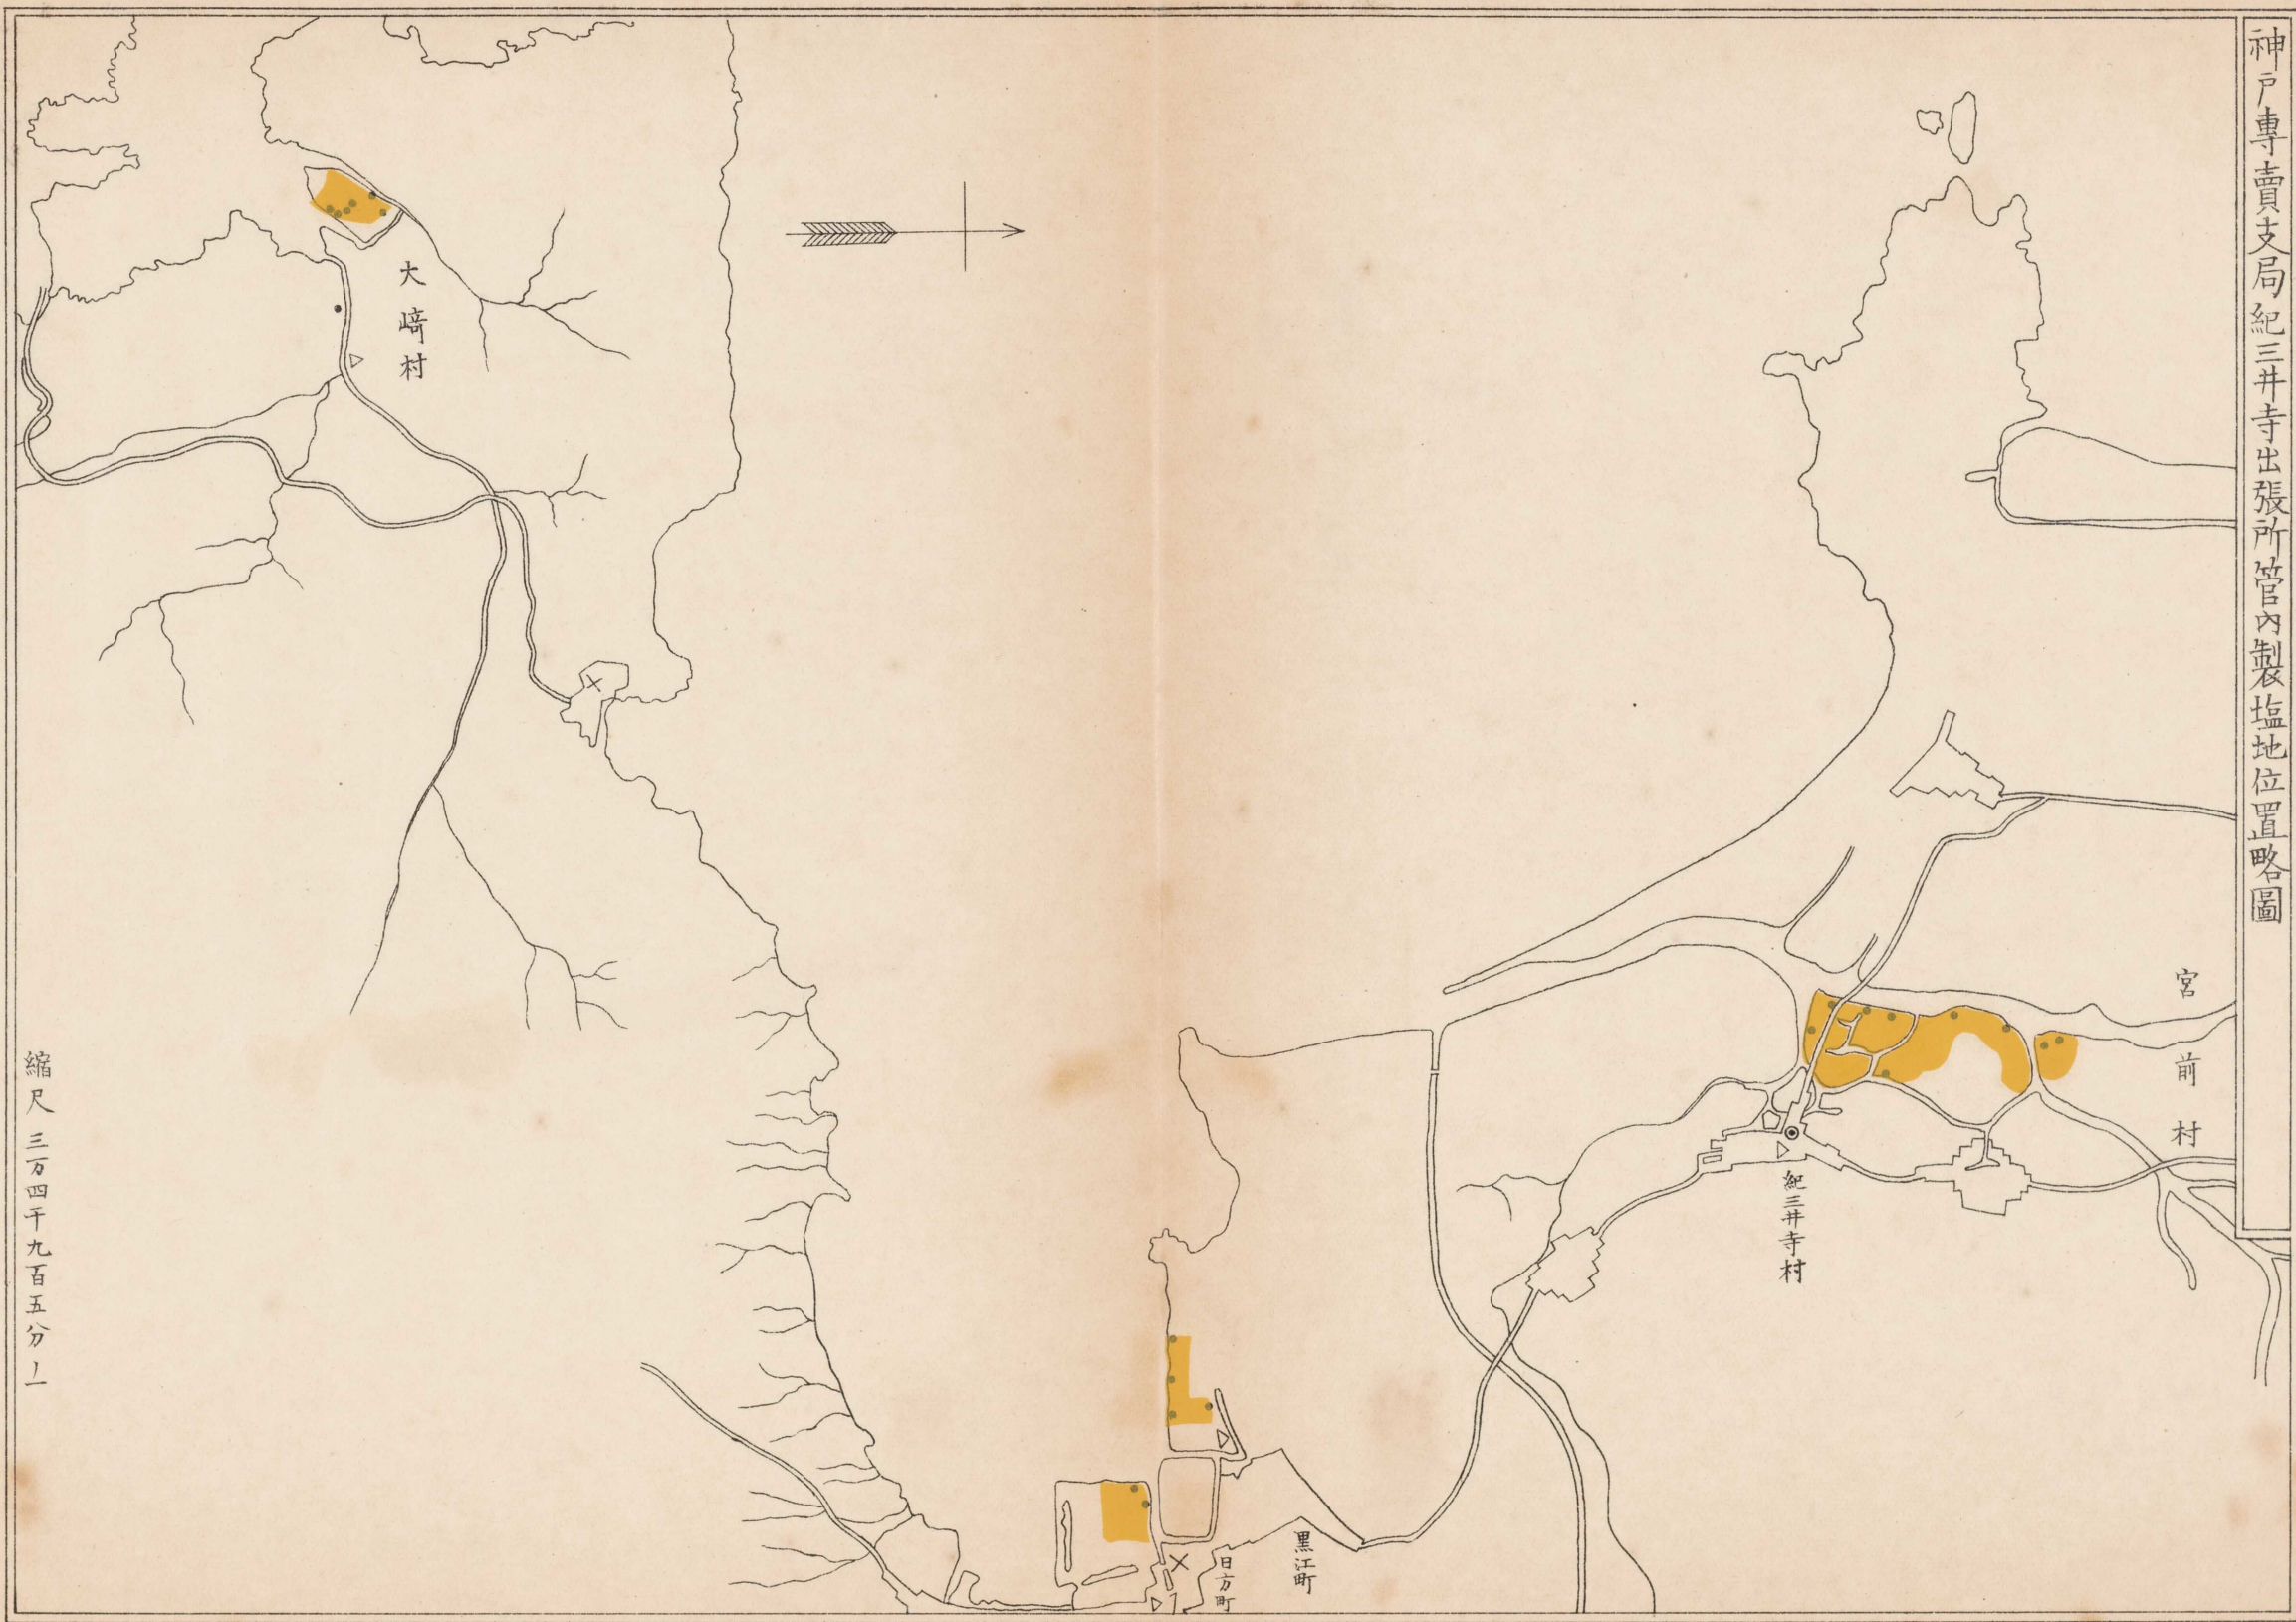 神戸專賣支局紀三井寺出張所管內製塩地位置略圖
宮前村
紀三井寺村
黒江町
日方町
大﨑村
縮尺 三万四千九百五分ノ一